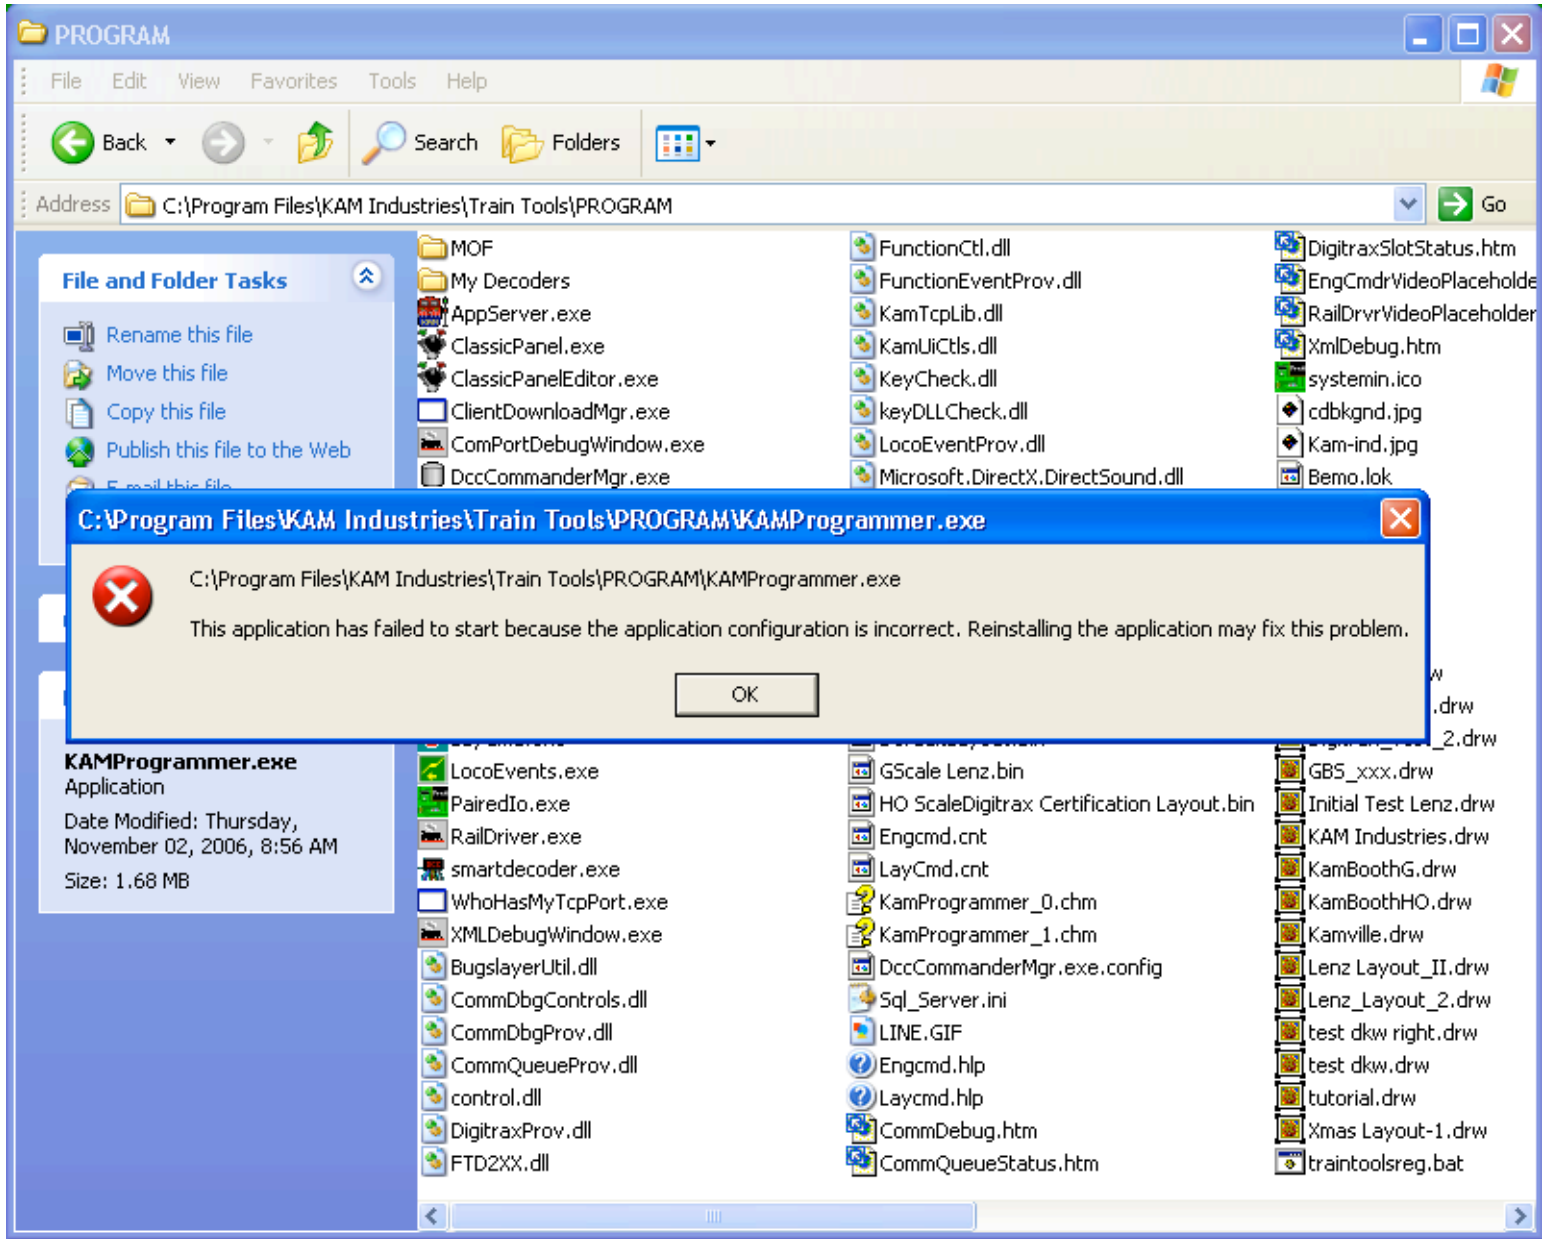 PROGRAM
File Edit View Favorites Tools Help
Back Search Folders
Address C:\Program Files\KAM Industries\Train Tools\PROGRAM Go
File and Folder Tasks
Rename this file
Move this file
Copy this file
Publish this file to the Web
E-mail this file
MOF
My Decoders
AppServer.exe
ClassicPanel.exe
ClassicPanelEditor.exe
ClientDownloadMgr.exe
ComPortDebugWindow.exe
DccCommanderMgr.exe
FunctionCtl.dll
FunctionEventProv.dll
KamTcpLib.dll
KamUiCtls.dll
KeyCheck.dll
keyDLLCheck.dll
LocoEventProv.dll
Microsoft.DirectX.DirectSound.dll
DigitraxSlotStatus.htm
EngCmdrVideoPlaceholde
RailDrvrVideoPlaceholder
XmlDebug.htm
systemin.ico
cdbkgnd.jpg
Kam-ind.jpg
Bemo.lok
C:\Program Files\KAM Industries\Train Tools\PROGRAM\KAMProgrammer.exe
C:\Program Files\KAM Industries\Train Tools\PROGRAM\KAMProgrammer.exe
This application has failed to start because the application configuration is incorrect. Reinstalling the application may fix this problem.
OK
KAMProgrammer.exe
Application
Date Modified: Thursday,
November 02, 2006, 8:56 AM
Size: 1.68 MB
LocoEvents.exe
PairedIo.exe
RailDriver.exe
smartdecoder.exe
WhoHasMyTcpPort.exe
XMLDebugWindow.exe
BugslayerUtil.dll
CommDbgControls.dll
CommDbgProv.dll
CommQueueProv.dll
control.dll
DigitraxProv.dll
FTD2XX.dll
GScale Lenz.bin
HO ScaleDigitrax Certification Layout.bin
Engcmd.cnt
LayCmd.cnt
KamProgrammer_0.chm
KamProgrammer_1.chm
DccCommanderMgr.exe.config
Sql_Server.ini
LINE.GIF
Engcmd.hlp
Laycmd.hlp
CommDebug.htm
CommQueueStatus.htm
w
.drw
_2.drw
GBS_xxx.drw
Initial Test Lenz.drw
KAM Industries.drw
KamBoothG.drw
KamBoothHO.drw
Kamville.drw
Lenz Layout_II.drw
Lenz_Layout_2.drw
test dkw right.drw
test dkw.drw
tutorial.drw
Xmas Layout-1.drw
traintoolsreg.bat